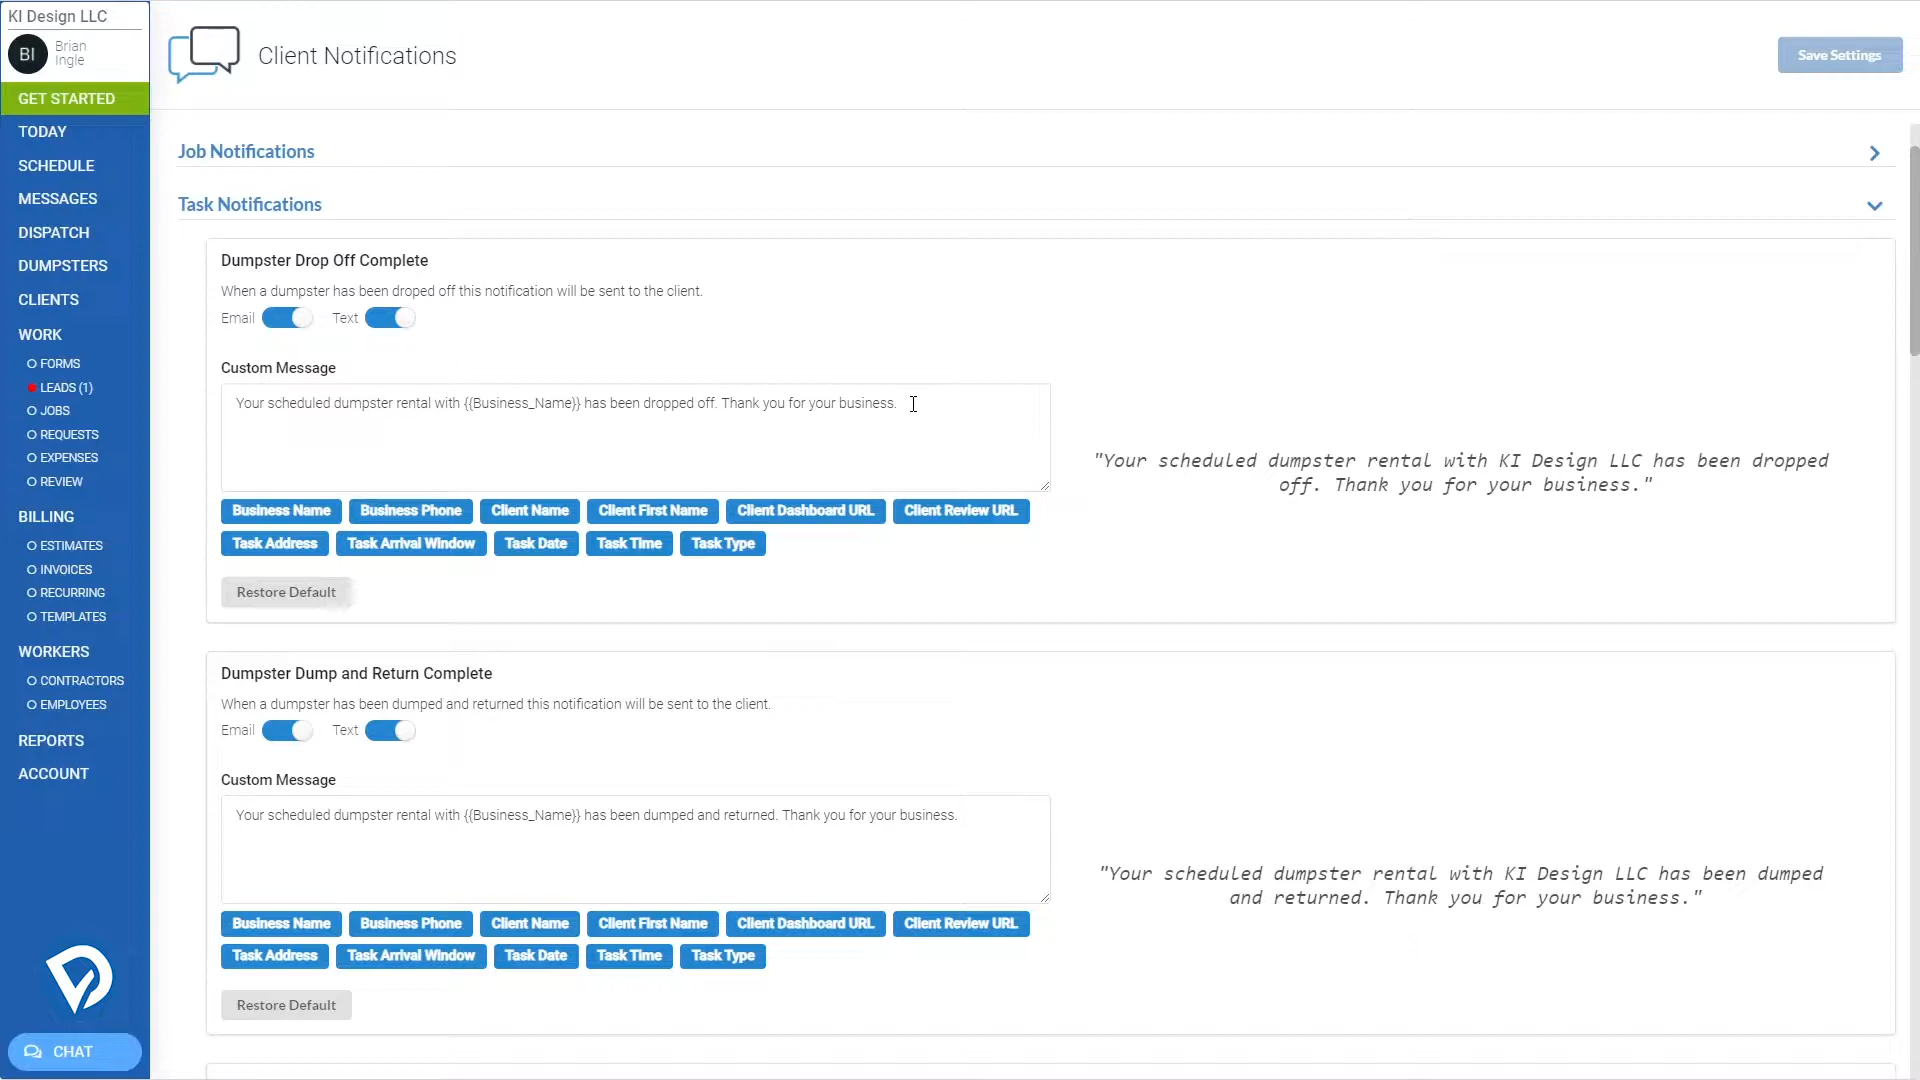 KI Design LLC
BI
Brian
Ingle
GET STARTED
TODAY
SCHEDULE
MESSAGES
DISPATCH
DUMPSTERS
CLIENTS
WORK
FORMS
LEADS (1)
JOBS
REQUESTS
EXPENSES
REVIEW
BILLING
ESTIMATES
INVOICES
RECURRING
TEMPLATES
WORKERS
CONTRACTORS
EMPLOYEES
REPORTS
ACCOUNT
CHAT
Client Notifications
Save Settings
Job Notifications
Task Notifications
Dumpster Drop Off Complete
When a dumpster has been droped off this notification will be sent to the client.
Email Text
Custom Message
Your scheduled dumpster rental with {{Business_Name}} has been dropped off. Thank you for your business.
"Your scheduled dumpster rental with KI Design LLC has been dropped
off. Thank you for your business."
Business Name Business Phone Client Name Client First Name Client Dashboard URL Client Review URL
Task Address Task Arrival Window Task Date Task Time Task Type
Restore Default
Dumpster Dump and Return Complete
When a dumpster has been dumped and returned this notification will be sent to the client.
Email Text
Custom Message
Your scheduled dumpster rental with {{Business_Name}} has been dumped and returned. Thank you for your business.
"Your scheduled dumpster rental with KI Design LLC has been dumped
and returned. Thank you for your business."
Business Name Business Phone Client Name Client First Name Client Dashboard URL Client Review URL
Task Address Task Arrival Window Task Date Task Time Task Type
Restore Default